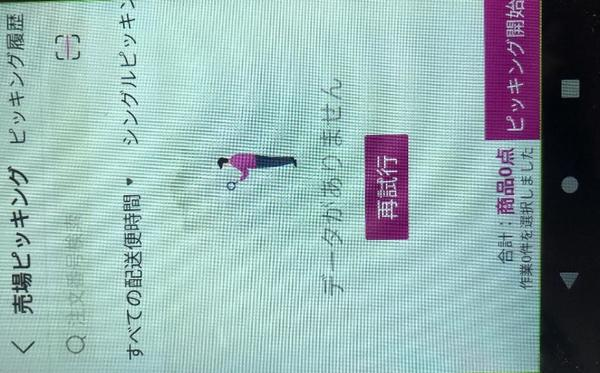 売場ピッキング ピッキング履歴
注文番号検索
すべての配送便時間 シングルピッキン
データがありません
再試行
合計：商品0点
作業0件を選択しました
ピッキング開始